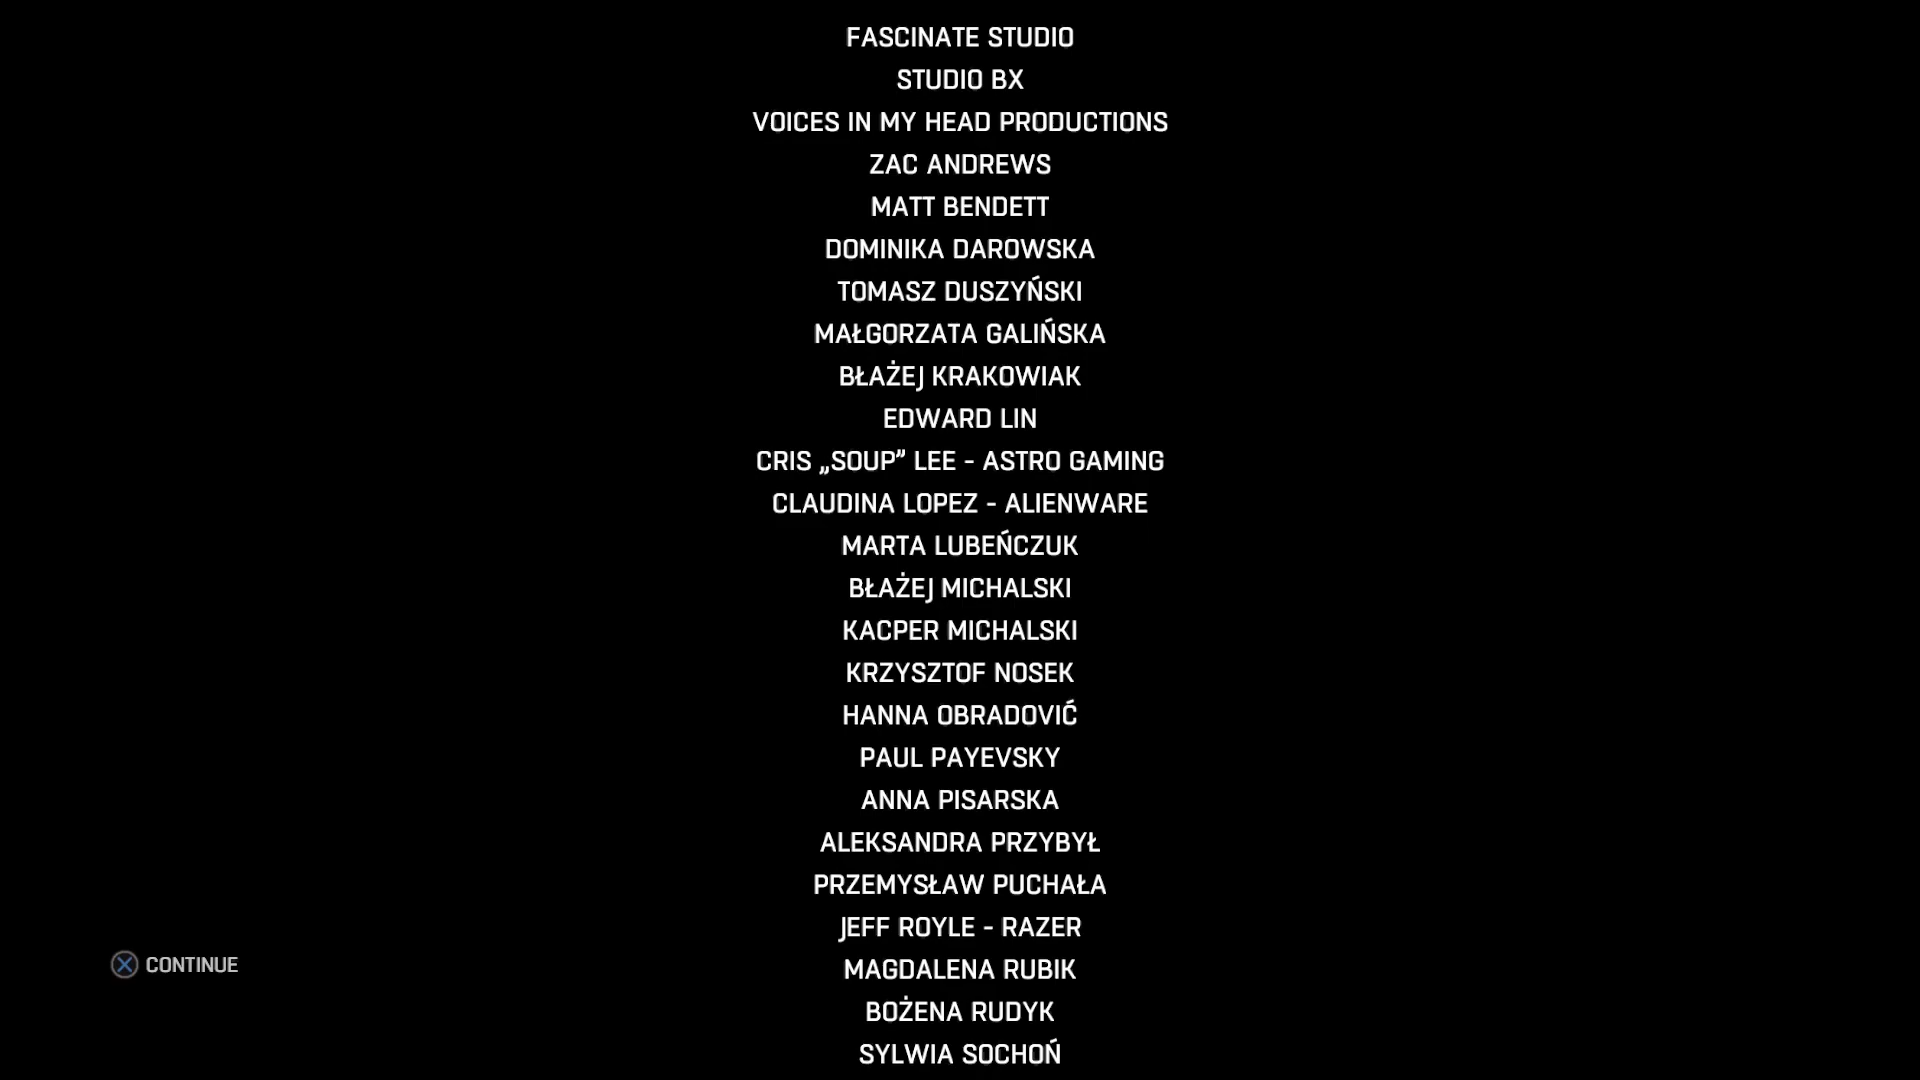 FASCINATE STUDIO
STUDIO BX
VOICES IN MY HEAD PRODUCTIONS
ZAC ANDREWS
MATT BENDETT
DOMINIKA DAROWSKA
TOMASZ DUSZYŃSKI
MAŁGORZATA GALIŃSKA
BŁAŻEJ KRAKOWIAK
EDWARD LIN
CRIS „SOUP” LEE - ASTRO GAMING
CLAUDINA LOPEZ - ALIENWARE
MARTA LUBEŃCZUK
BŁAŻEJ MICHALSKI
KACPER MICHALSKI
KRZYSZTOF NOSEK
HANNA OBRADOVIĆ
PAUL PAYEVSKY
ANNA PISARSKA
ALEKSANDRA PRZYBYŁ
PRZEMYSŁAW PUCHAŁA
JEFF ROYLE - RAZER
MAGDALENA RUBIK
CONTINUE
BOŻENA RUDYK
SYLWIA SOCHOŃ